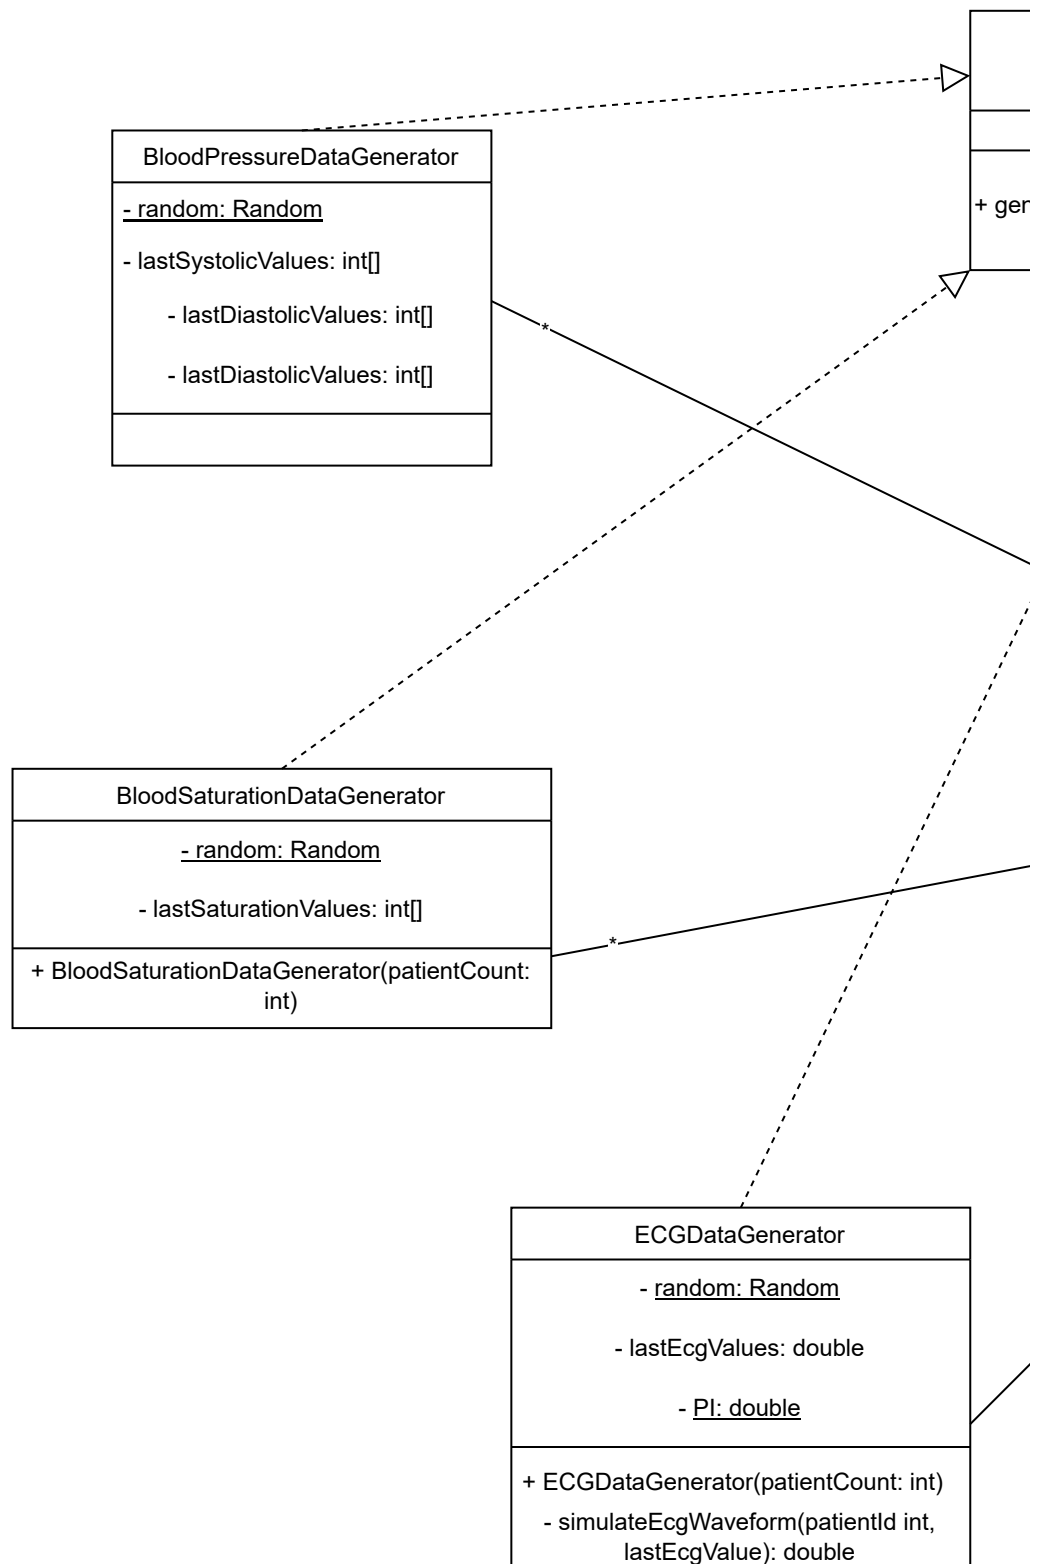 BloodPressureDataGenerator
- random: Random
- lastSystolicValues: int[]
- lastDiastolicValues: int[]
- lastDiastolicValues: int[]
+ gen
*
BloodSaturationDataGenerator
- random: Random
- lastSaturationValues: int[]
+ BloodSaturationDataGenerator(patientCount:
int)
*
ECGDataGenerator
- random: Random
- lastEcgValues: double
- PI: double
+ ECGDataGenerator(patientCount: int)
- simulateEcgWaveform(patientId int,
lastEcgValue): double